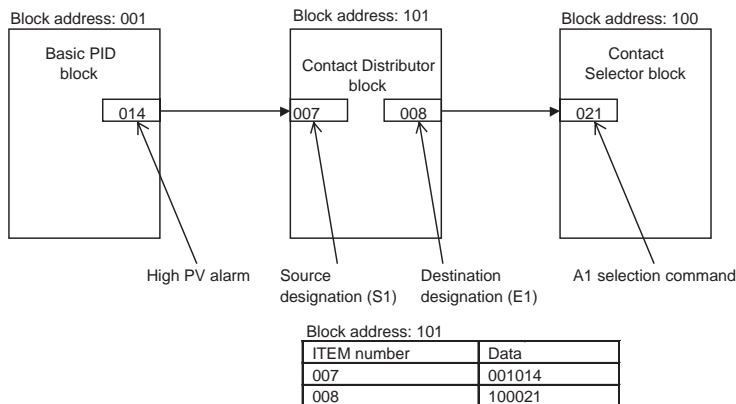 Block address: 001
Block address: 101
Block address: 100
Basic PID
block
Contact Distributor
block
Contact
Selector block
014
007
008
021
High PV alarm
Source
designation (S1)
Destination
designation (E1)
A1 selection command
Block address: 101
ITEM number Data
007 001014
008 100021